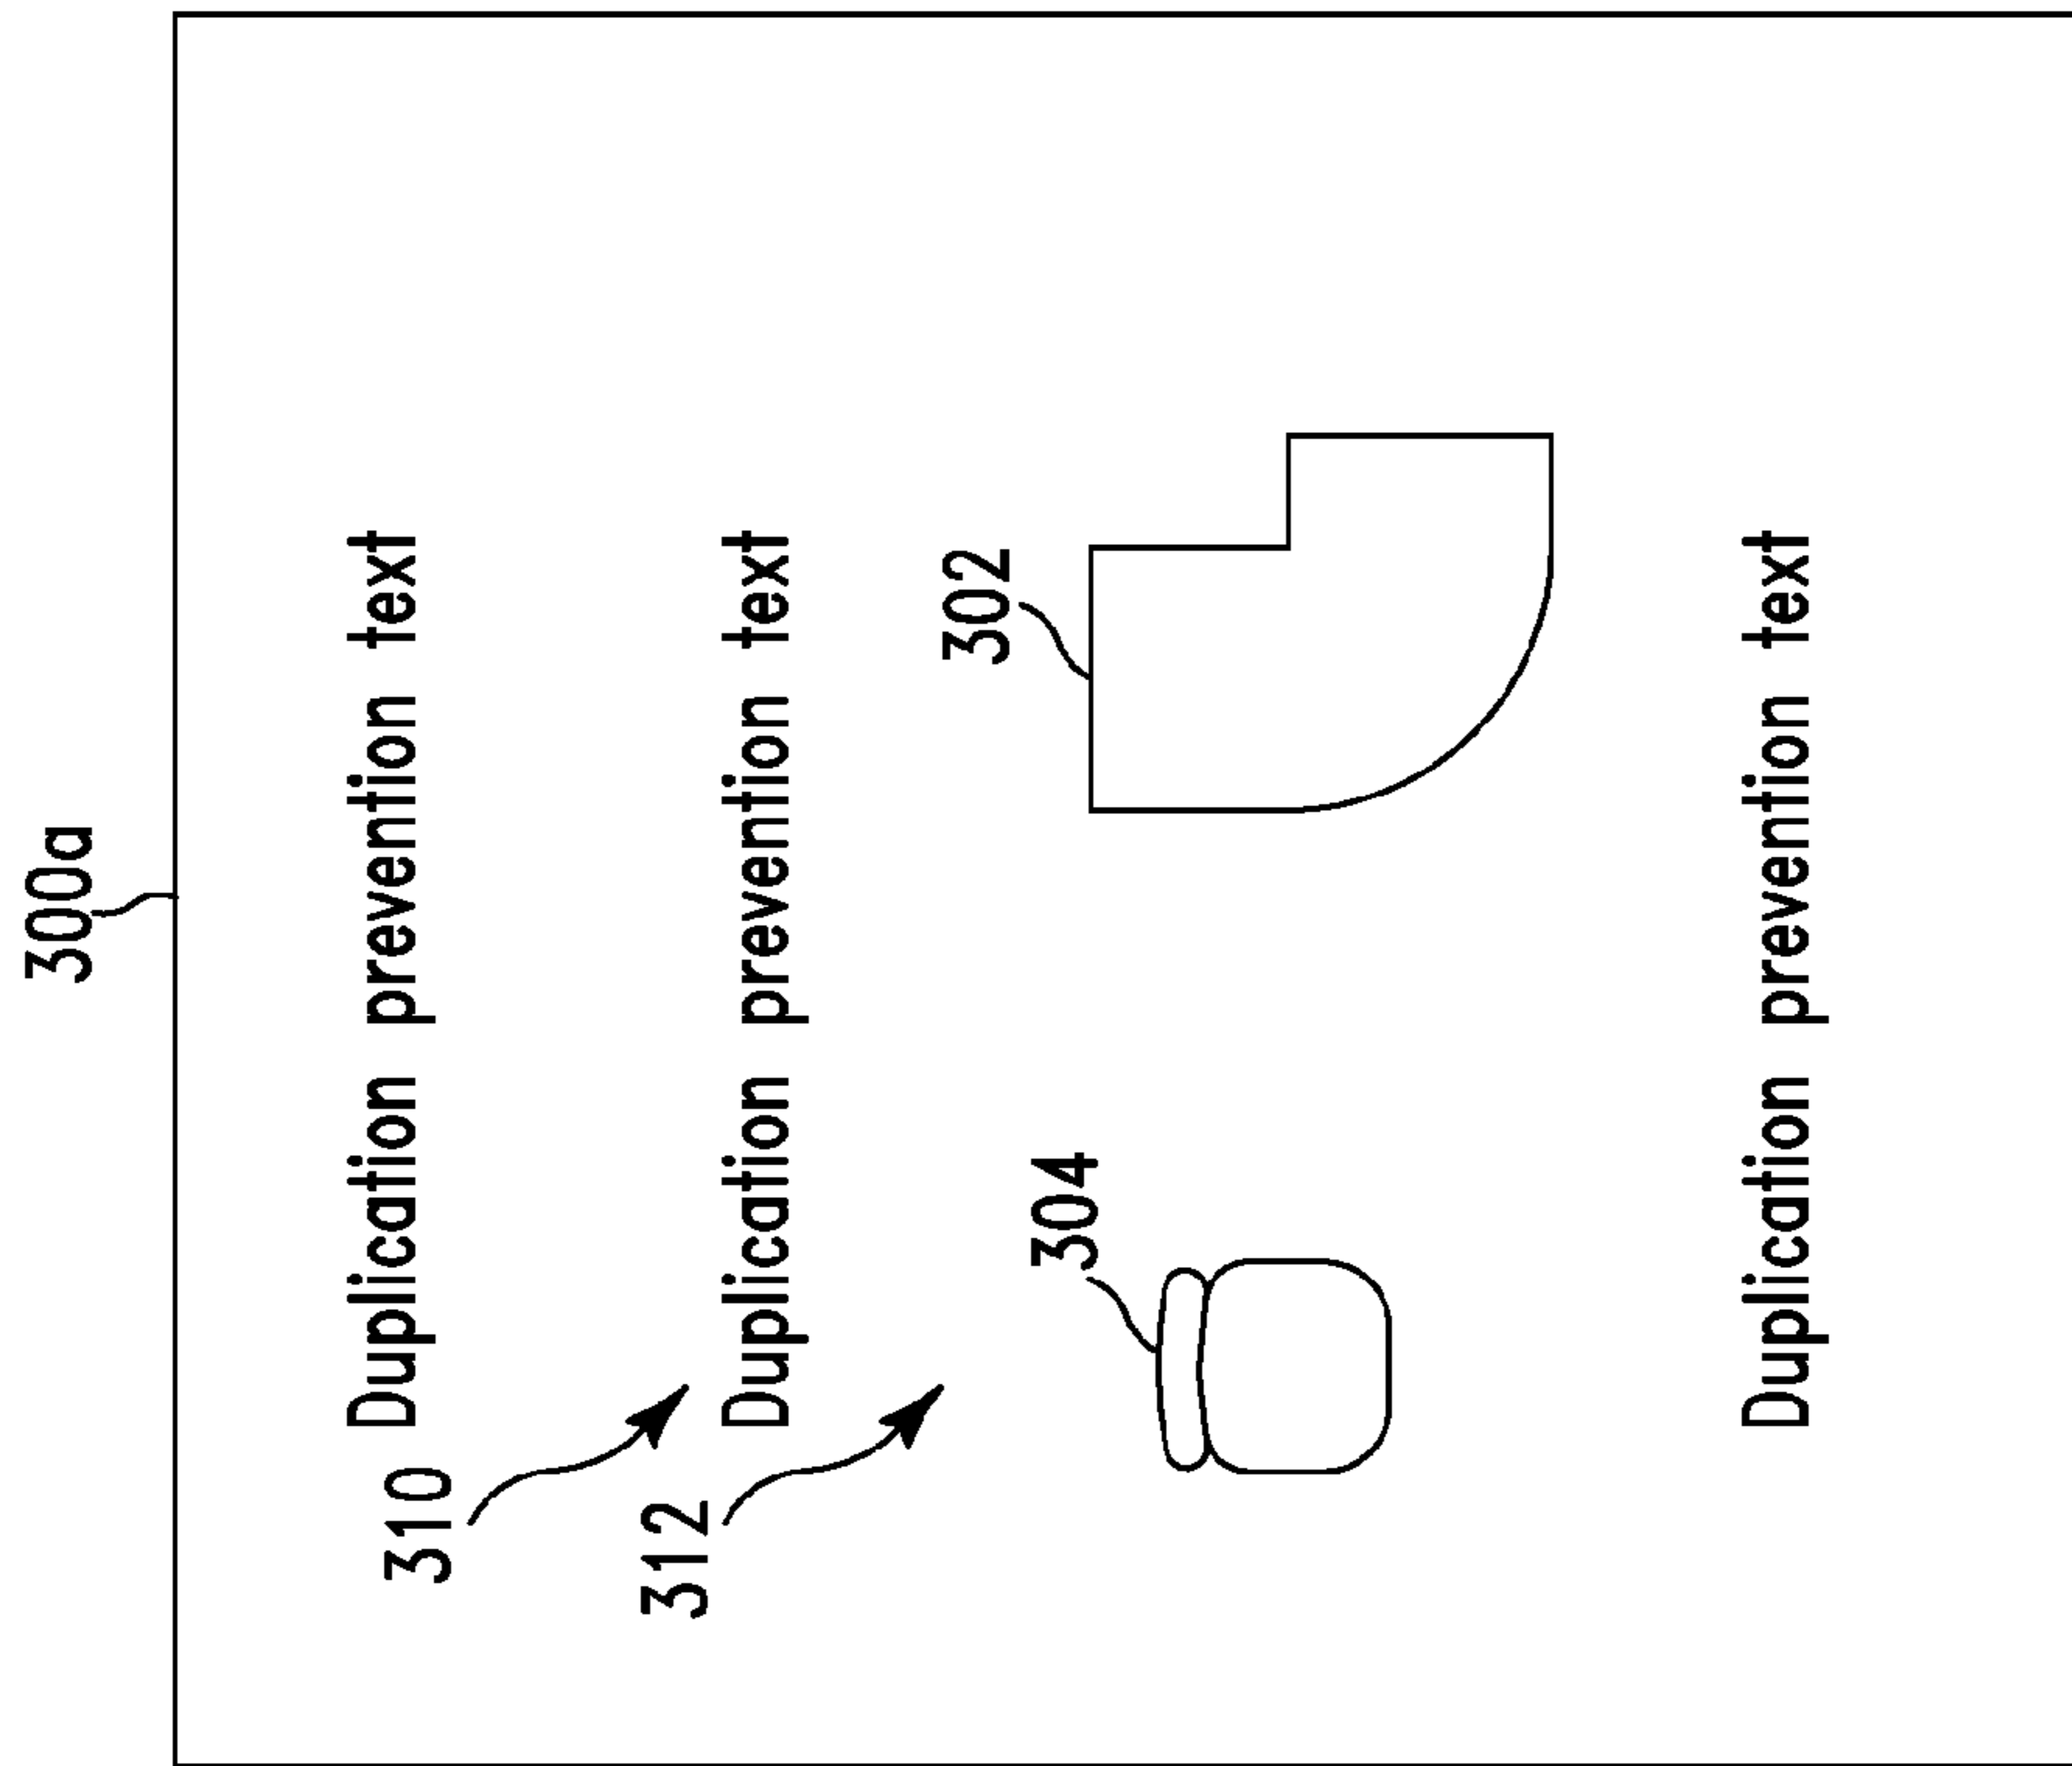 300a
Duplication prevention text
310
Duplication prevention text
312
302
304
Duplication prevention text